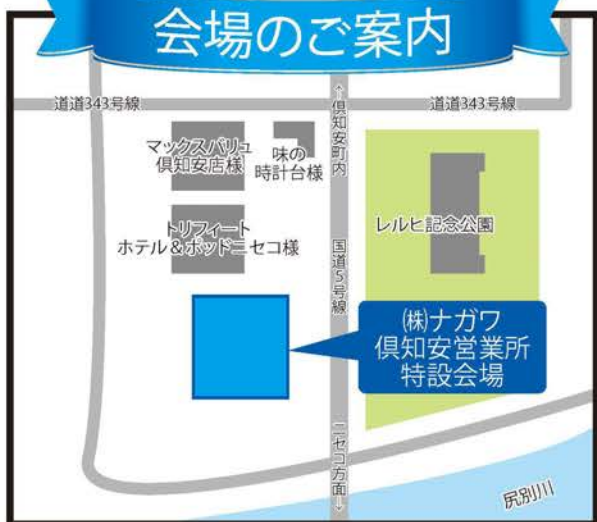 会場のご案内
道道343号線
道道343号線
←倶知安町内
マックスバリュ
倶知安店様
味の
時計台様
トリフィート
ホテル&ポッドニセコ様
国道5号線
レルヒ記念公園
(株)ナガワ
倶知安営業所
特設会場
ニセコ方面→
尻別川